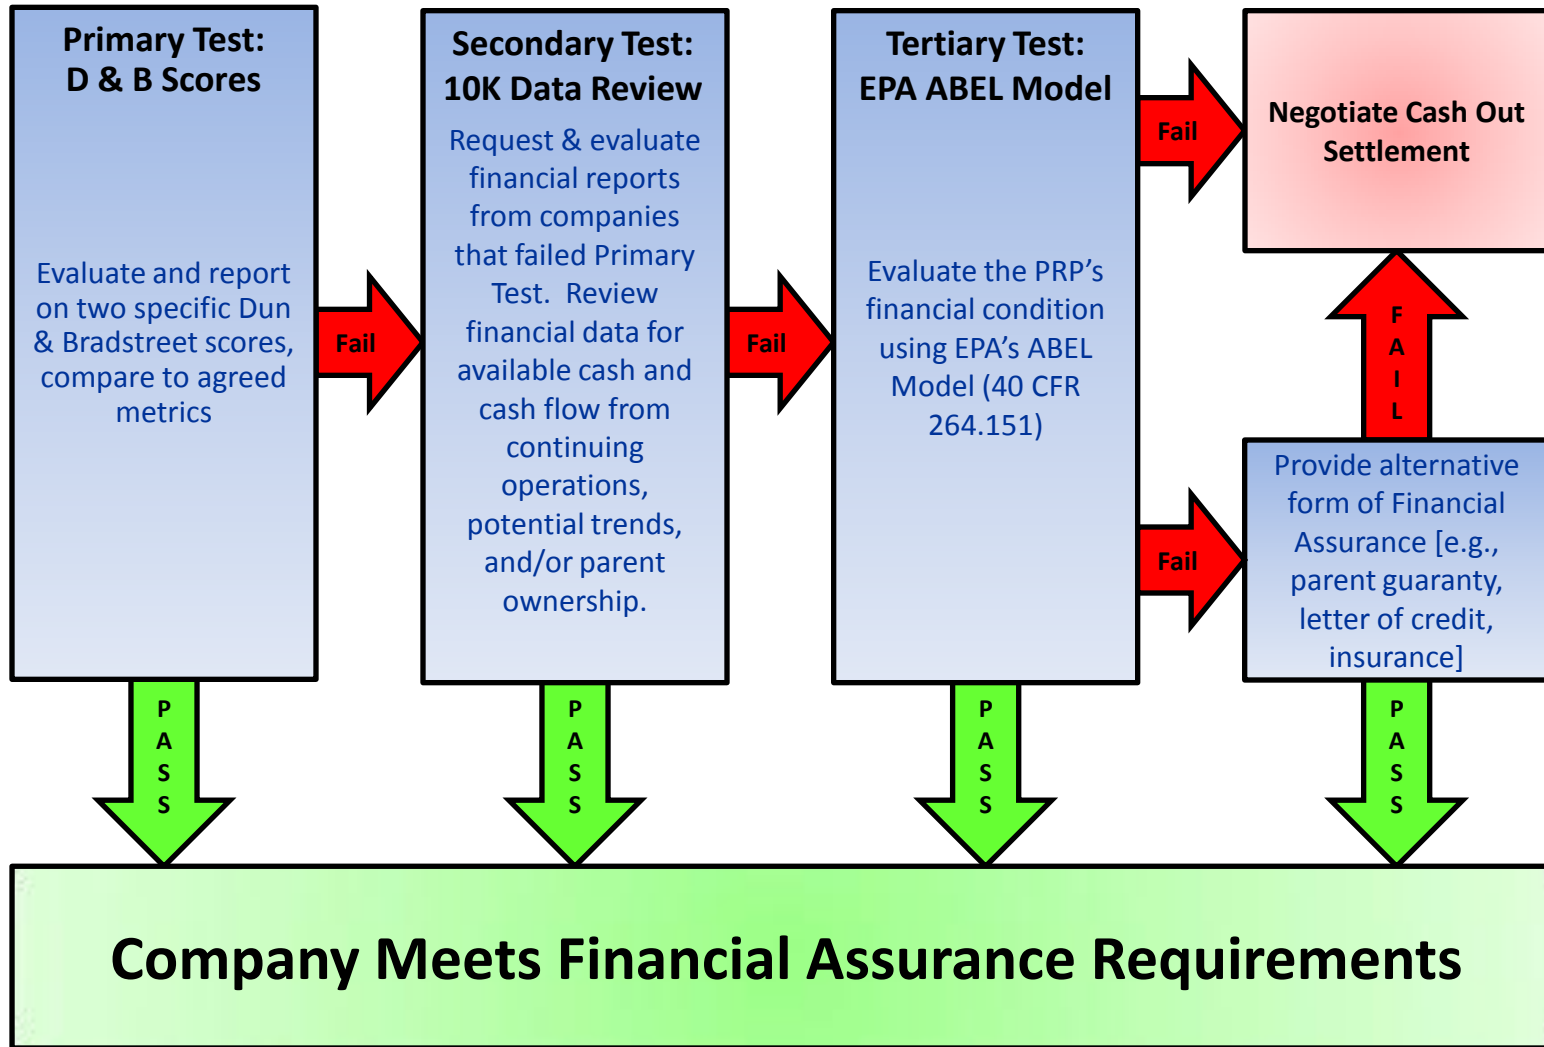 Primary Test:
D & B Scores
Evaluate and report
on two specific Dun
& Bradstreet scores,
compare to agreed
metrics
Fail
Secondary Test:
10K Data Review
Request & evaluate
financial reports
from companies
that failed Primary
Test.  Review
financial data for
available cash and
cash flow from
continuing
operations,
potential trends,
and/or parent
ownership.
Fail
Tertiary Test:
EPA ABEL Model
Evaluate the PRP’s
financial condition
using EPA’s ABEL
Model (40 CFR
264.151)
Fail
Negotiate Cash Out
Settlement
Fail
Provide alternative
form of Financial
Assurance [e.g.,
parent guaranty,
letter of credit,
insurance]
F
A
I
L
P
A
S
S
P
A
S
S
P
A
S
S
P
A
S
S
Company Meets Financial Assurance Requirements